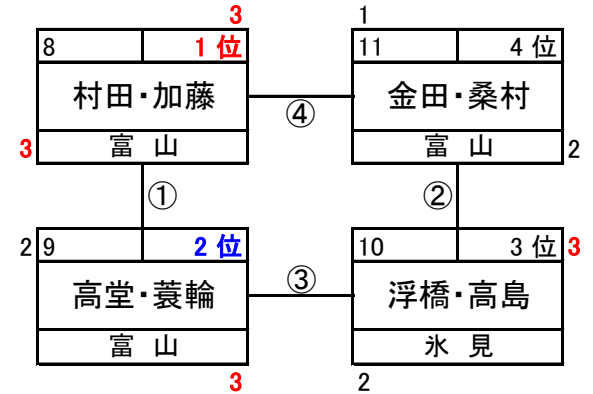 3 1
8 1位 11 4位
村田・加藤 金田・桑村
④
3 富 山 富 山 2
① ②
2 9 2位 10 3位 3
高堂・蓑輪 浮橋・高島
③
富 山 氷 見
3 2